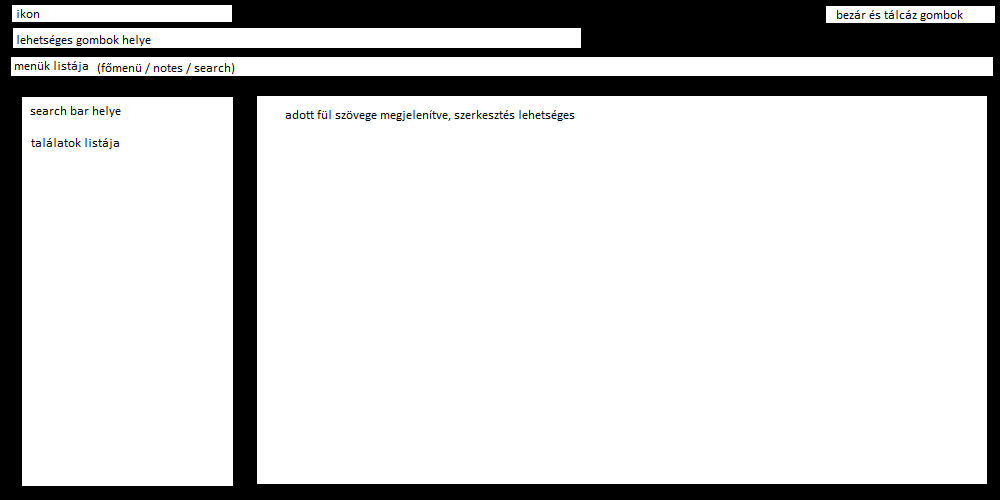 ikon
bezár és tálcáz gombok
lehetséges gombok helye
menük listája (főmenü / notes / search)
search bar helye
adott fül szövege megjelenítve, szerkesztés lehetséges
találatok listája